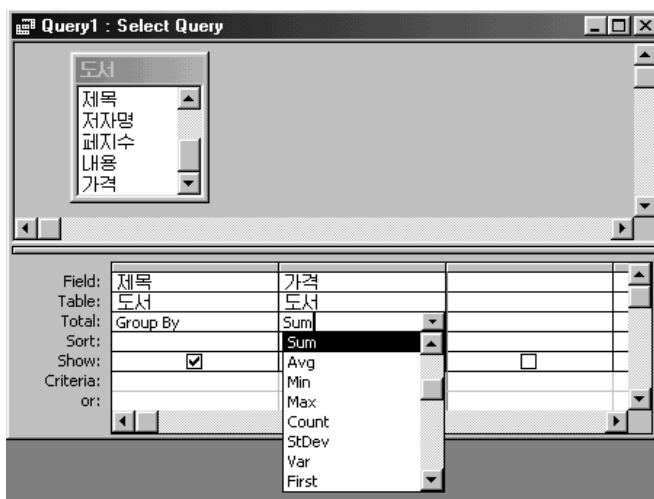 Query1 : Select Query
도서
제목
저자명
페지수
내용
가격
Field: 제목 가격
Table: 도서 도서
Total: Group By Sum
Sort: Sum
Show: Avg
Criteria: Min
or: Max
Count
StDev
Var
First